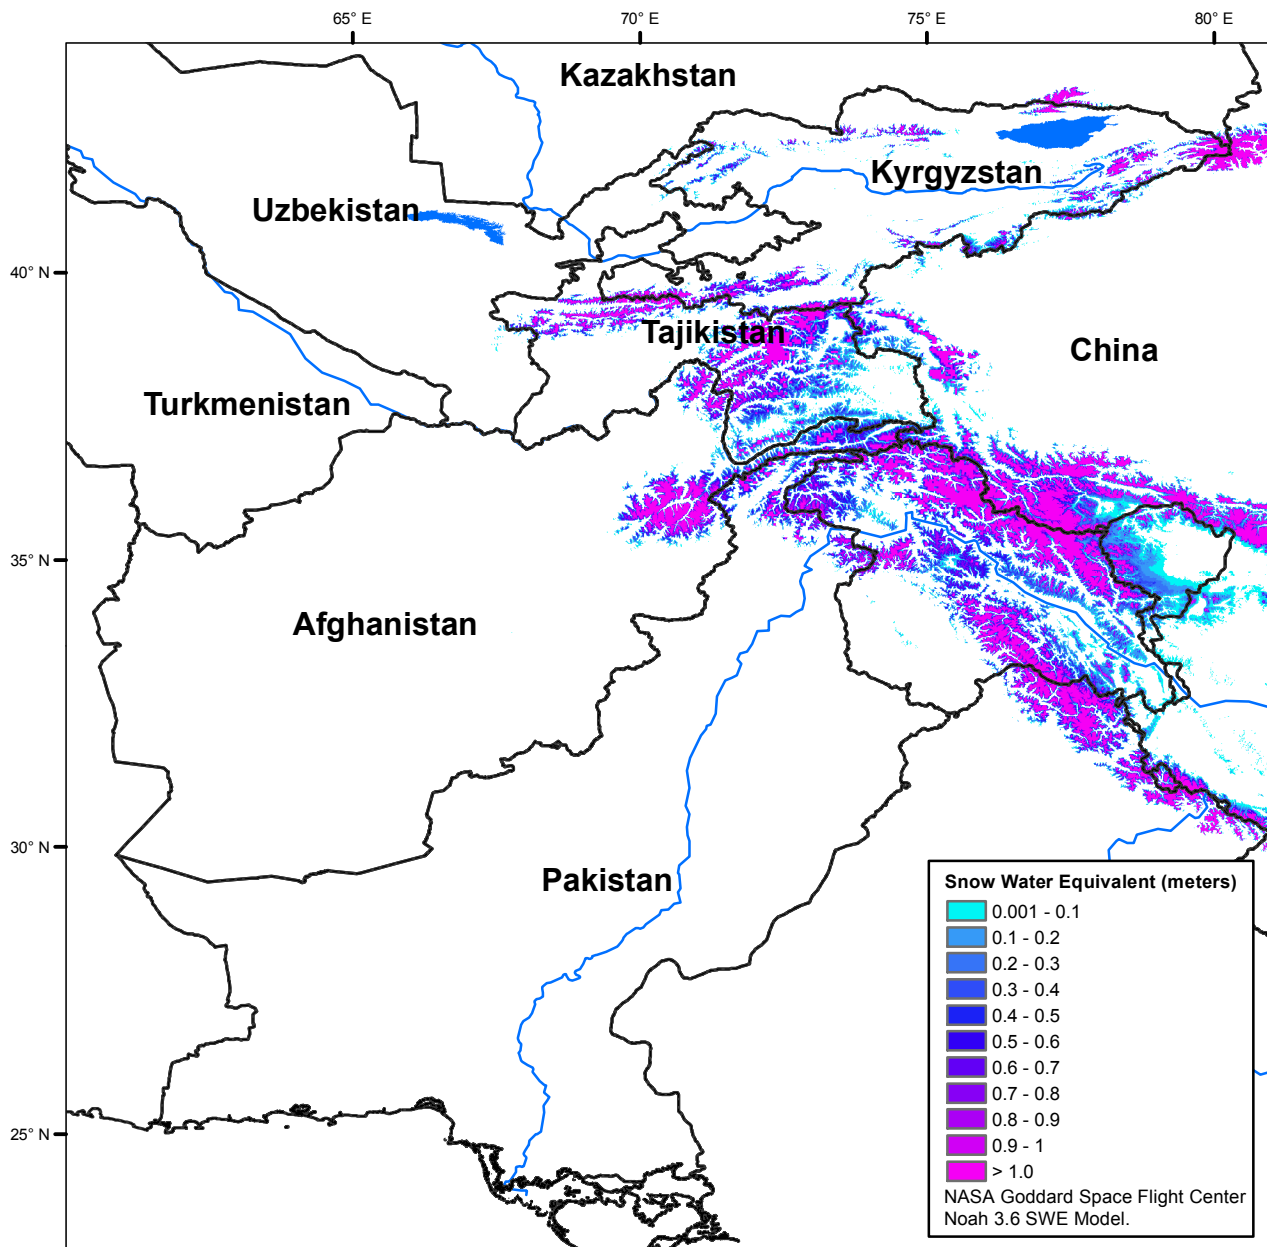 65° E
70° E
75° E
80° E
Kazakhstan
Kyrgyzstan
Uzbekistan
40° N
Tajikistan
China
Turkmenistan
35° N
Afghanistan
30° N
Pakistan
25° N
Snow Water Equivalent (meters)
0.001 - 0.1
0.1 - 0.2
0.2 - 0.3
0.3 - 0.4
0.4 - 0.5
0.5 - 0.6
0.6 - 0.7
0.7 - 0.8
0.8 - 0.9
0.9 - 1
> 1.0
NASA Goddard Space Flight Center
Noah 3.6 SWE Model.